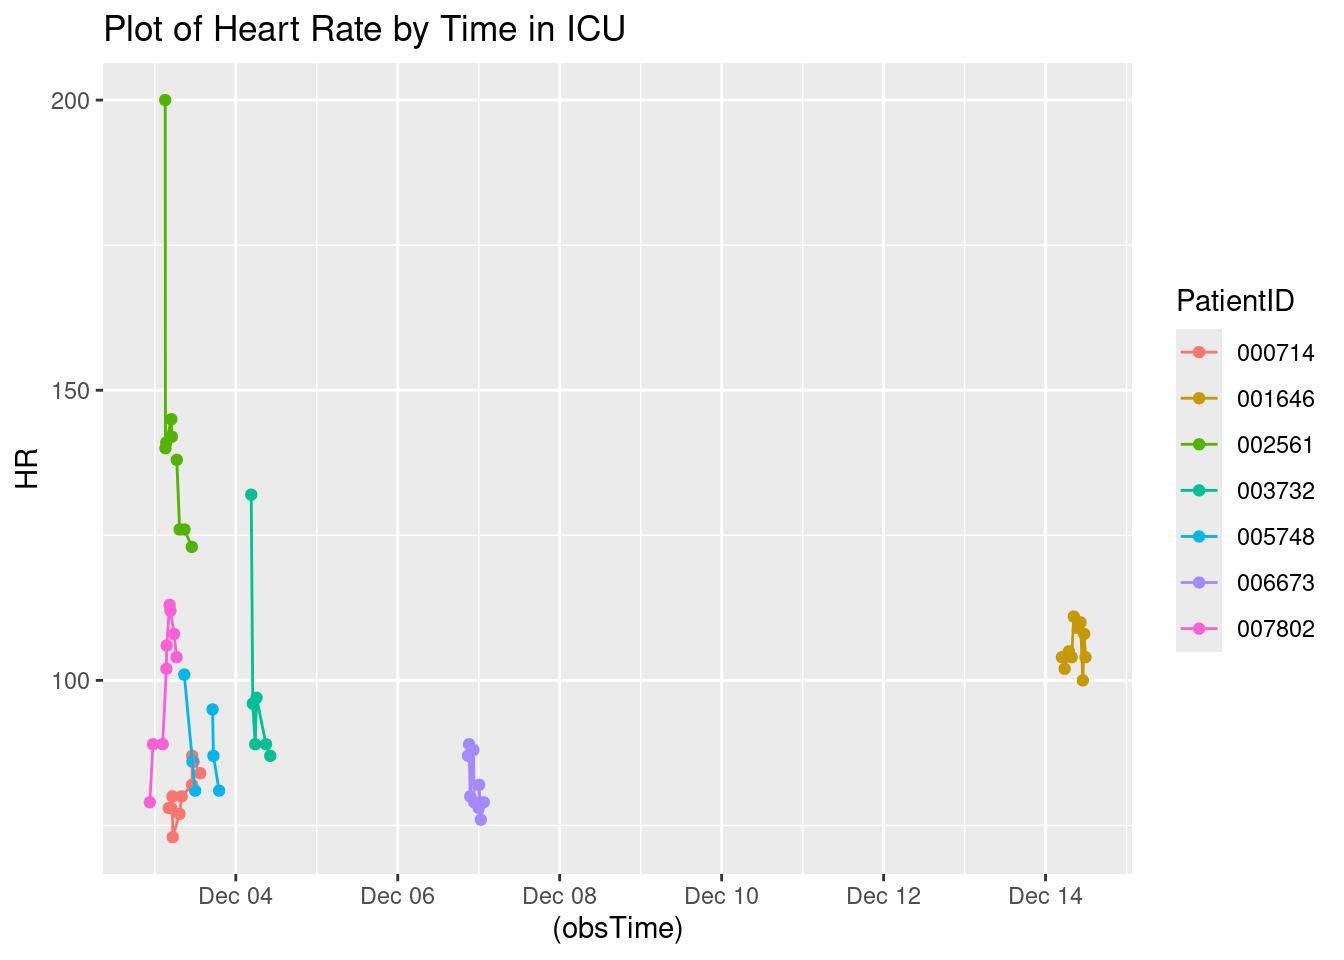 Plot of Heart Rate by Time in ICU
200
150
100
HR
Dec 04 Dec 06 Dec 08 Dec 10 Dec 12 Dec 14
(obsTime)
PatientID
000714
001646
002561
003732
005748
006673
007802